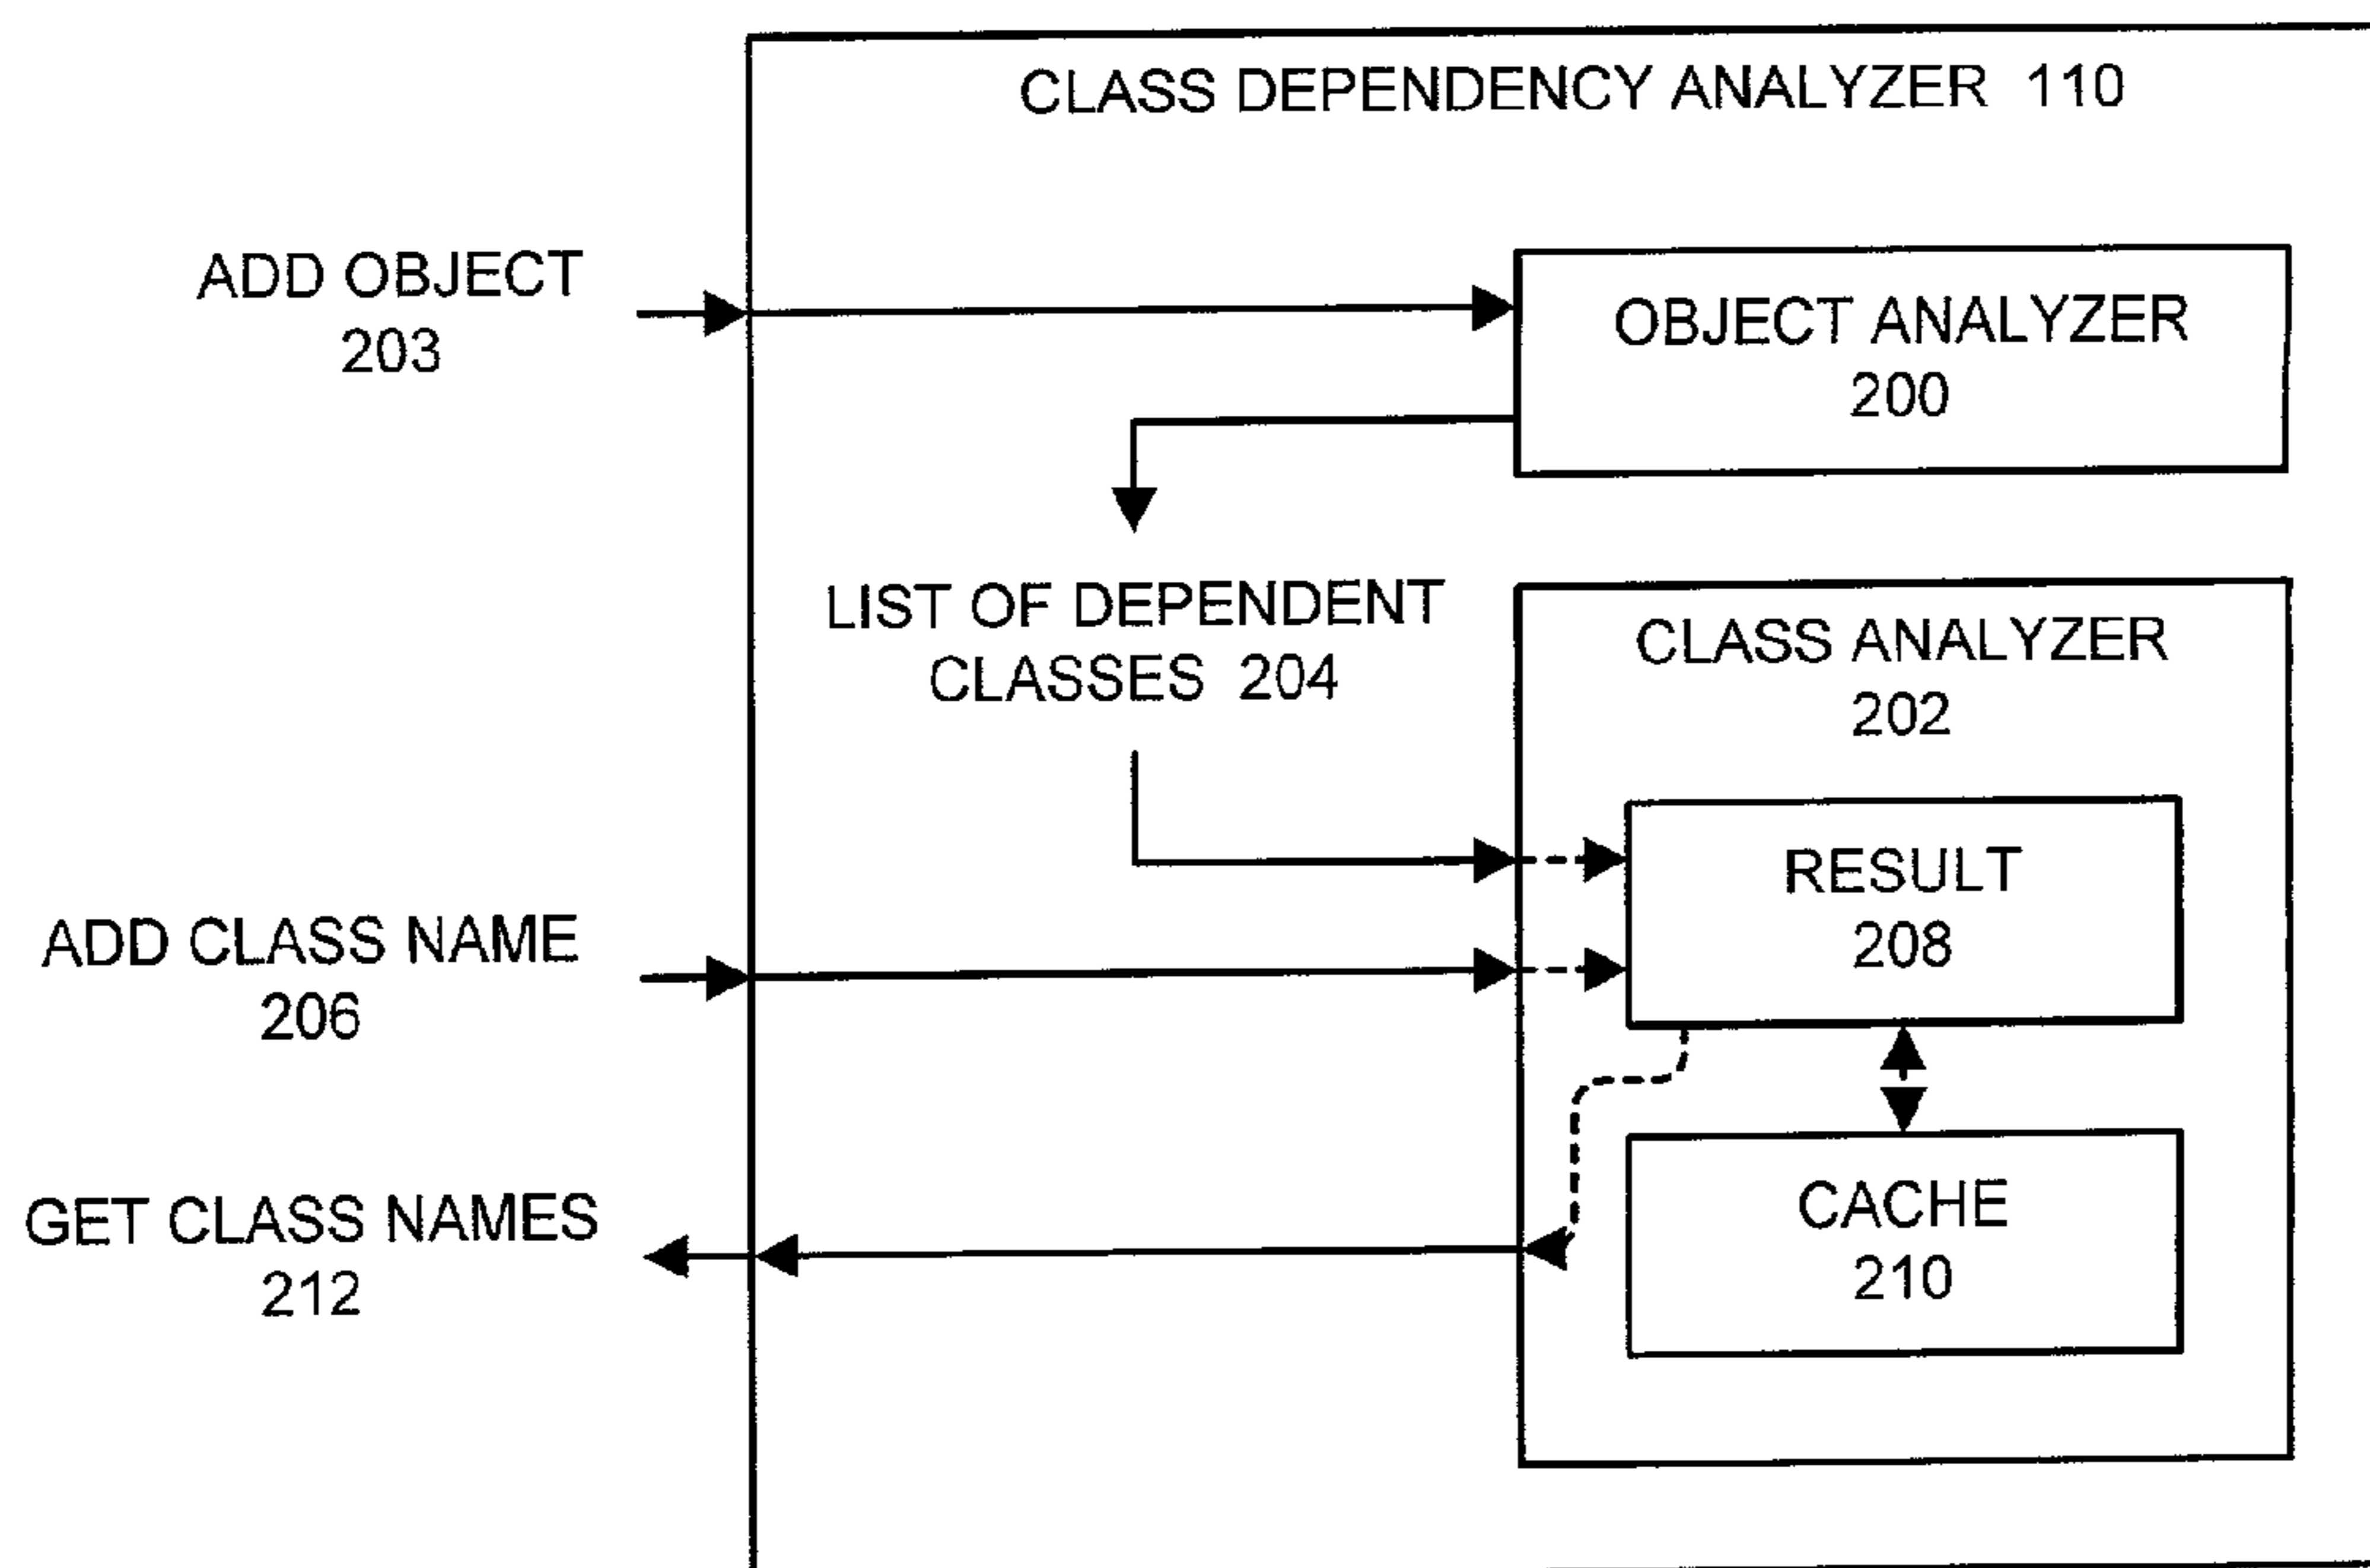 CLASS DEPENDENCY ANALYZER 110
ADD OBJECT
203
OBJECT ANALYZER
200
LIST OF DEPENDENT
CLASSES 204
CLASS ANALYZER
202
RESULT
208
ADD CLASS NAME
206
CACHE
210
GET CLASS NAMES
212